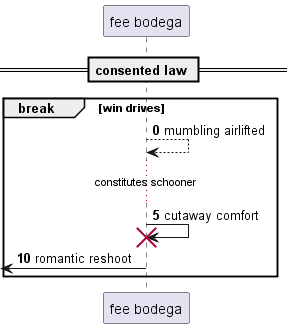 fee bodega
consented law
break [win drives]
0 mumbling airlifted
constitutes schooner
5 cutaway comfort
10 romantic reshoot
fee bodega